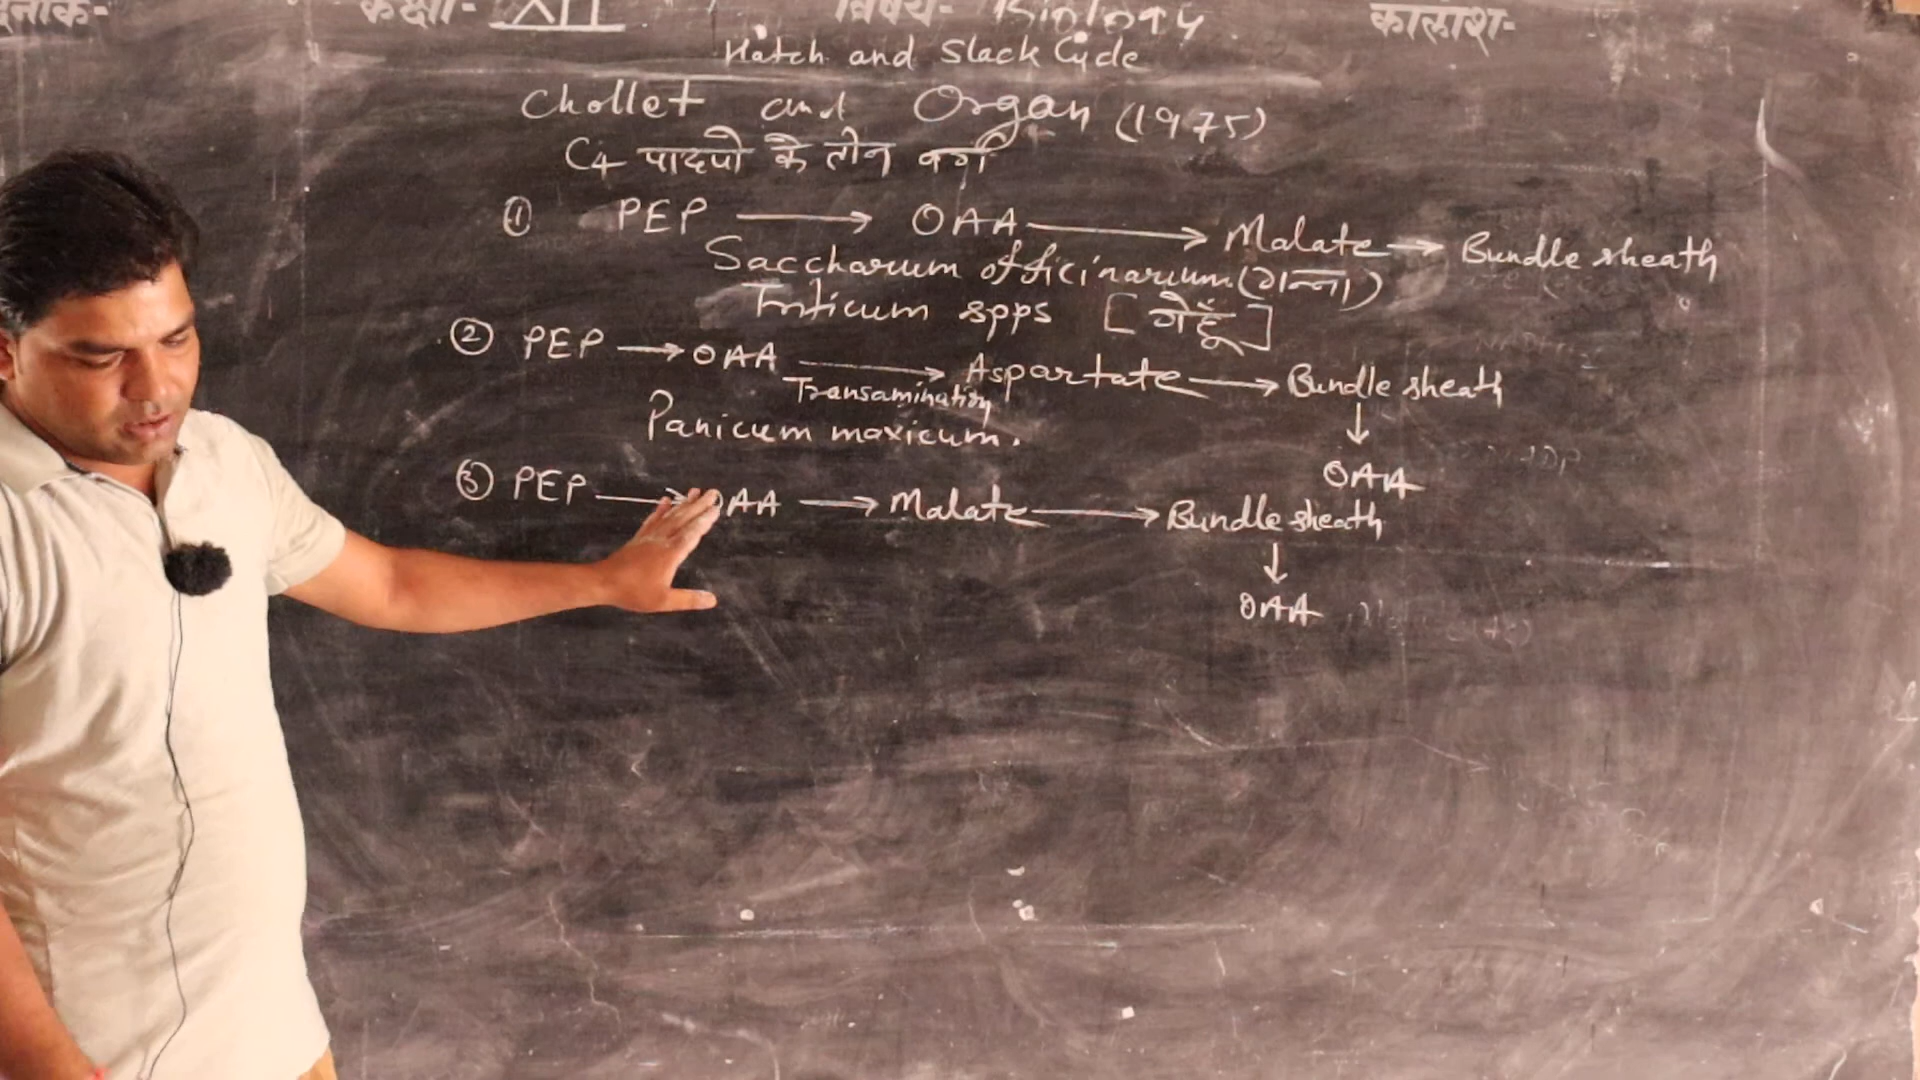 दिनांक- कक्षा- XII विषय- Biology कालांश-
Hatch and Slack Cycle
Chollet and Organ (1975)
C4 पादपो के तीन वर्ग
① PEP → OAA → Malate → Bundle sheath
Saccharum officinarum (गन्ना)
Triticum spps [गेहूँ]
② PEP → OAA → Aspartate → Bundle sheath
Transamination
↓
Panicum maxicum.
OAA
③ PEP → OAA → Malate → Bundle sheath
↓
OAA